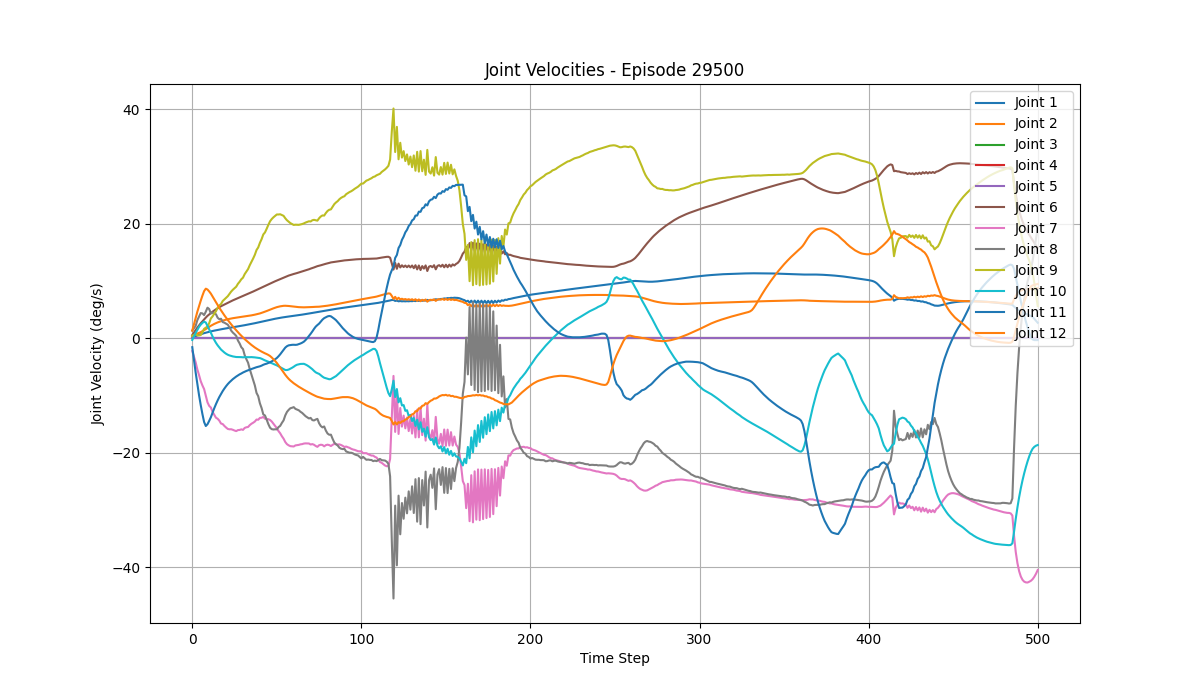 Joint Velocities - Episode 29500
Joint Velocity (deg/s)
40
20
0
−20
−40
0 100 200 300 400 500
Time Step
Joint 1
Joint 2
Joint 3
Joint 4
Joint 5
Joint 6
Joint 7
Joint 8
Joint 9
Joint 10
Joint 11
Joint 12